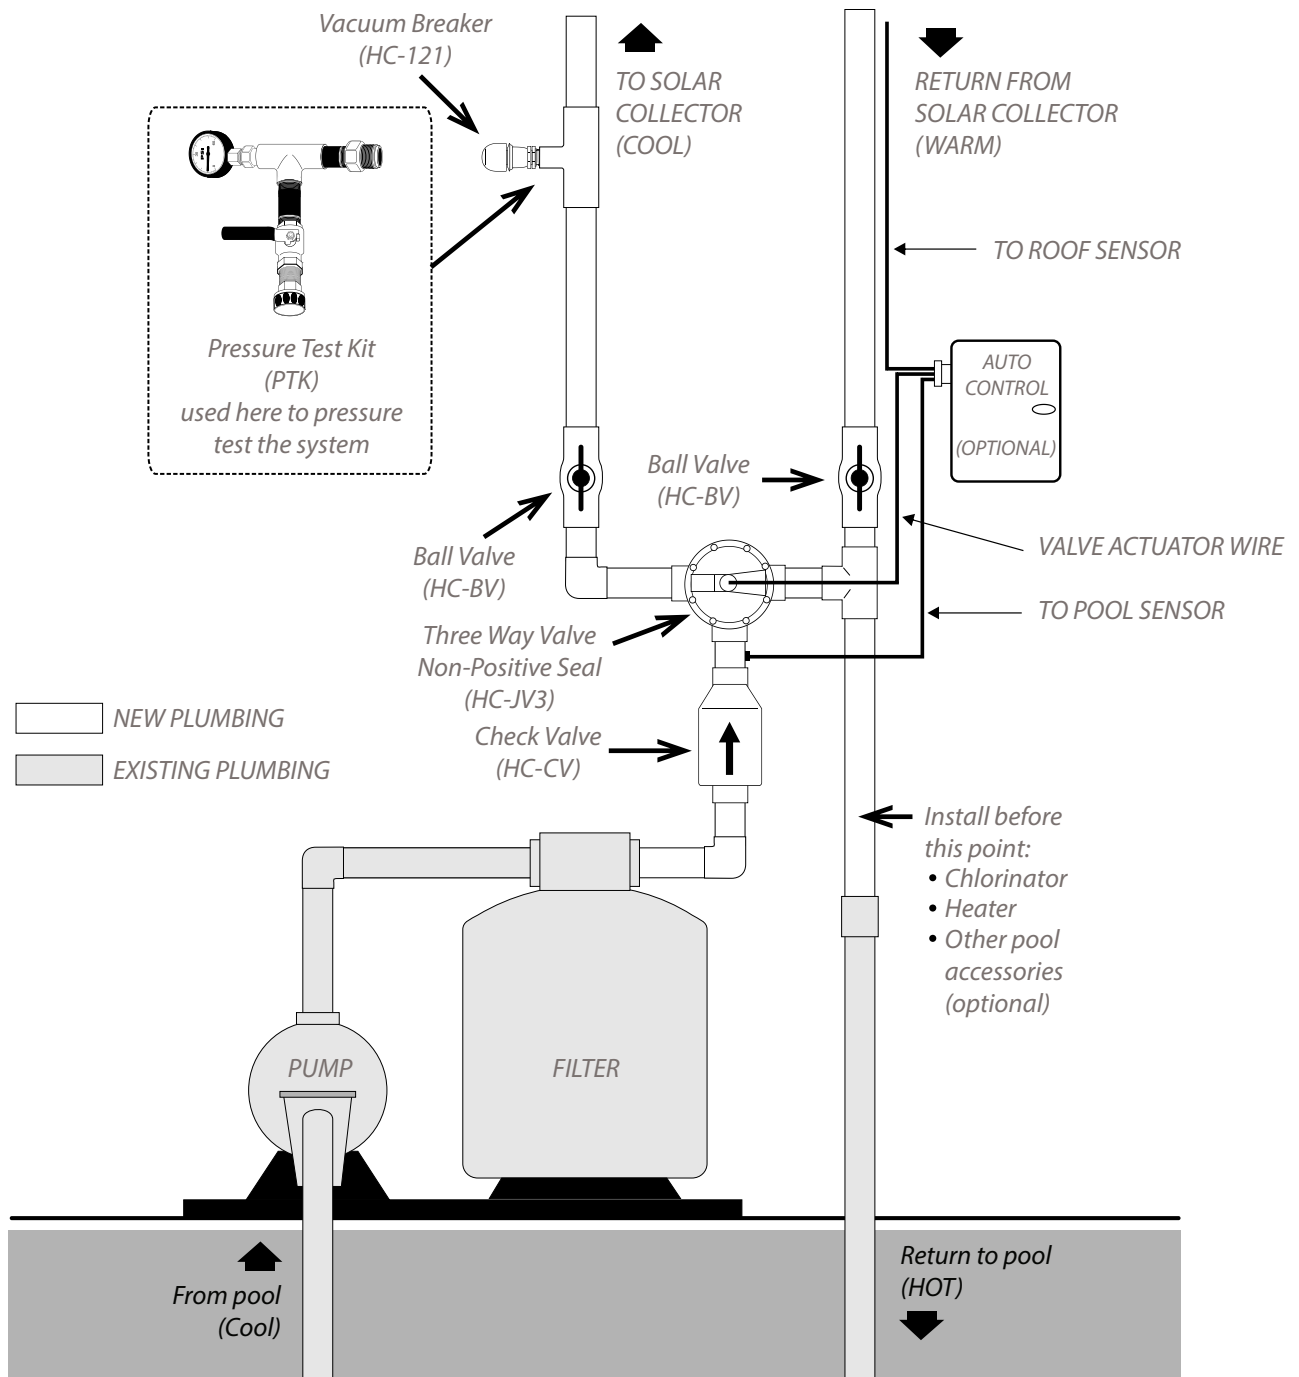 Vacuum Breaker
(HC-121)
TO SOLAR
COLLECTOR
(COOL)
RETURN FROM
SOLAR COLLECTOR
(WARM)
TO ROOF SENSOR
Pressure Test Kit
(PTK)
used here to pressure
test the system
AUTO
CONTROL
(OPTIONAL)
Ball Valve
(HC-BV)
Ball Valve
(HC-BV)
VALVE ACTUATOR WIRE
TO POOL SENSOR
Three Way Valve
Non-Positive Seal
(HC-JV3)
NEW PLUMBING
EXISTING PLUMBING
Check Valve
(HC-CV)
Install before
this point:
• Chlorinator
• Heater
• Other pool
accessories
(optional)
PUMP
FILTER
From pool
(Cool)
Return to pool
(HOT)